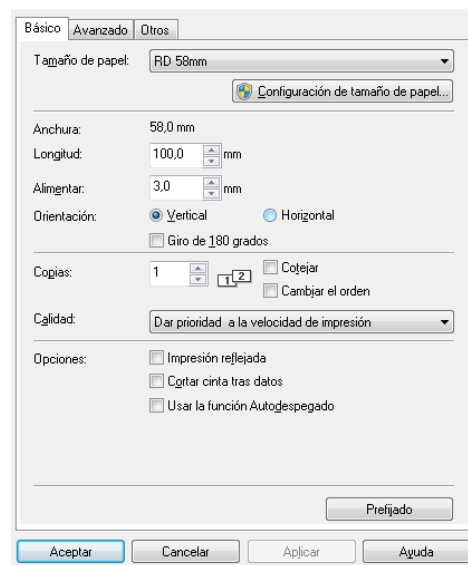 Básico Avanzado Otros
Tamaño de papel: RD 58mm
Configuración de tamaño de papel...
Anchura: 58,0 mm
Longitud: 100,0 mm
Alimentar: 3,0 mm
Orientación: Vertical Horizontal
Giro de 180 grados
Copias: 1 1 2 Cotejar
Cambiar el orden
Calidad: Dar prioridad a la velocidad de impresión
Opciones: Impresión reflejada
Cortar cinta tras datos
Usar la función Autodespegado
Prefijado
Aceptar Cancelar Aplicar Ayuda